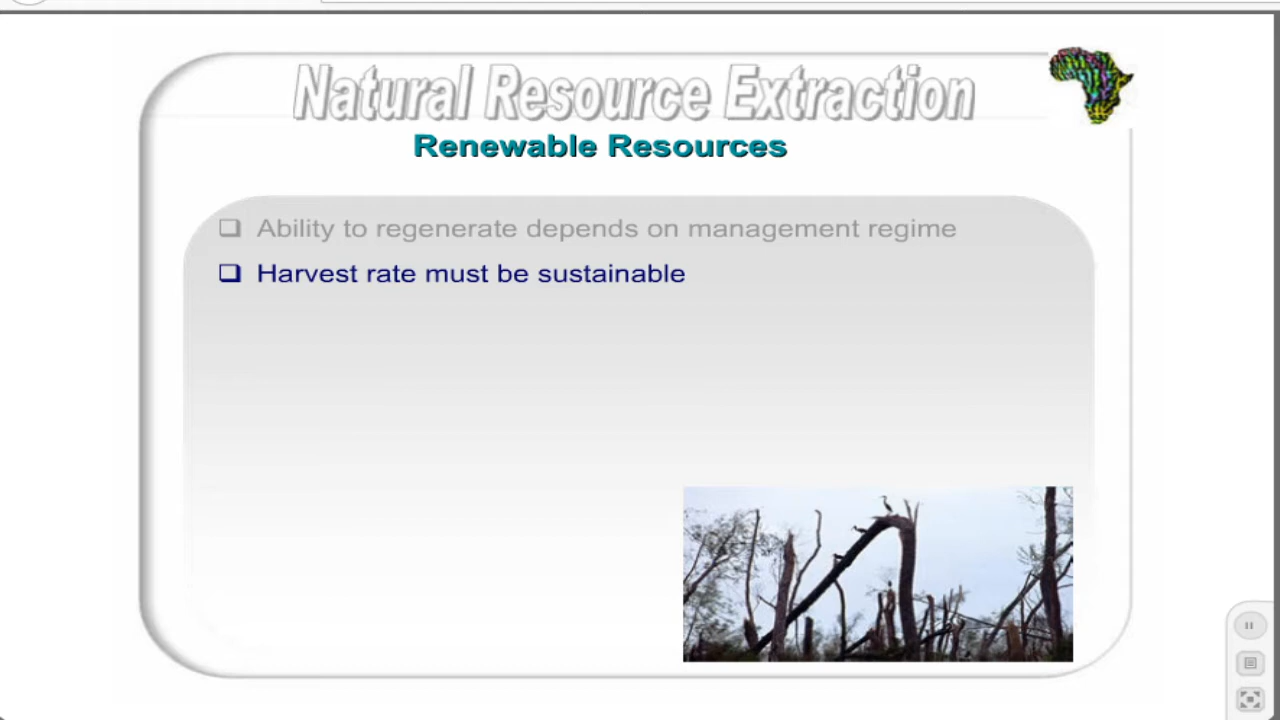 Natural Resource Extraction
Renewable Resources
❑ Ability to regenerate depends on management regime
❑ Harvest rate must be sustainable